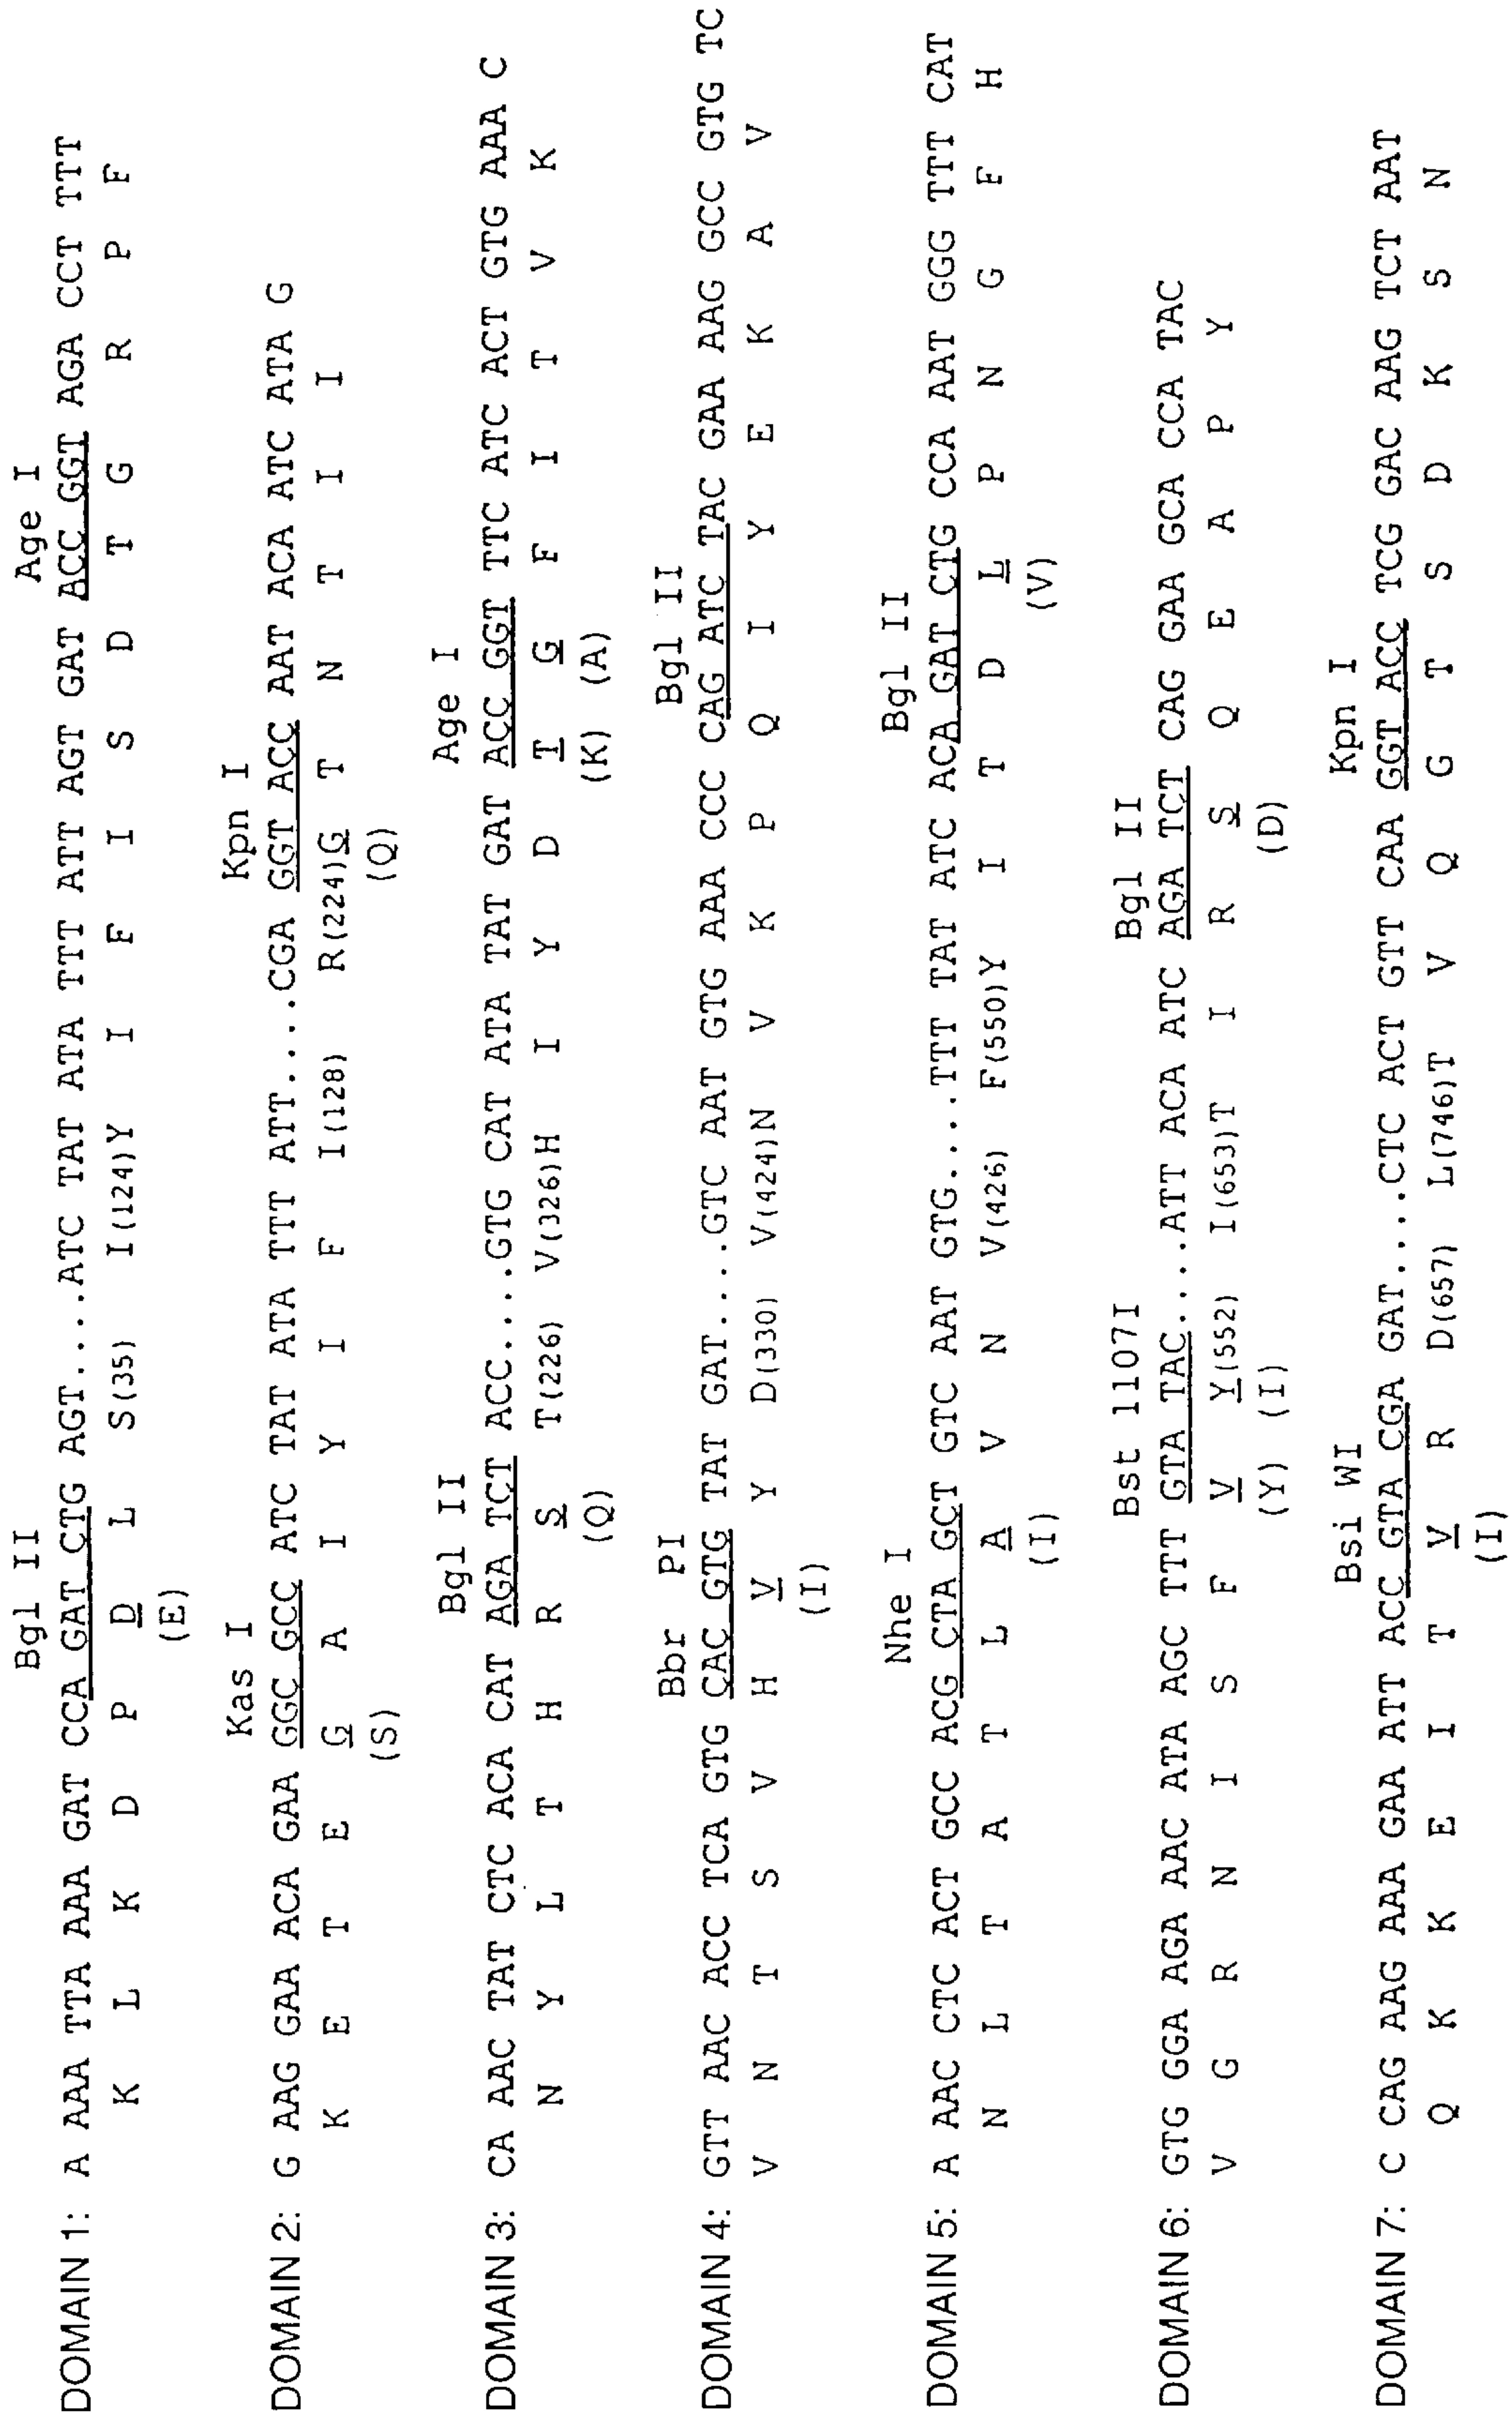 Bgl II Age I
DOMAIN 1: A AAA TTA AAA GAT CCA GAT CTG AGT....ATC TAT ATA TTT ATT AGT GAT ACC GGT AGA CCT TTT
K L K D P D L S(35) I(124)Y I F I S D T G R P F
(E)
Kas I Kpn I
DOMAIN 2: G AAG GAA ACA GAA GGC GCC ATC TAT ATA TTT ATT....CGA GGT ACC AAT ACA ATC ATA G
K E T E G A I Y I F I(128) R(224)G T N T I I
(S) (Q)
Bgl II Age I
DOMAIN 3: CA AAC TAT CTC ACA CAT AGA TCT ACC....GTG CAT ATA TAT GAT ACC GGT TTC ATC ACT GTG AAA C
N Y L T H R S T(226) V(326)H I Y D T G F I T V K
(Q) (K) (A)
Bbr PI Bgl II
DOMAIN 4: GTT AAC ACC TCA GTG CAC GTG TAT GAT....GTC AAT GTG AAA CCC CAG ATC TAC GAA AAG GCC GTG TC
V N T S V H V Y D(330) V(424)N V K P Q I Y E K A V
(I)
Nhe I Bgl II
DOMAIN 5: A AAC CTC ACT GCC ACG CTA GCT GTC AAT GTG....TTT TAT ATC ACA GAT CTG CCA AAT GGG TTT CAT
N L T A T L A V N V(426) F(550)Y I T D L P N G F H
(I) (V)
Bst 1107I Bgl II
DOMAIN 6: GTG GGA AGA AAC ATA AGC TTT GTA TAC....ATT ACA ATC AGA TCT CAG GAA GCA CCA TAC
V G R N I S F V Y(552) I(653)T I R S Q E A P Y
(Y) (I) (D)
Bsi WI Kpn I
DOMAIN 7: C CAG AAG AAA GAA ATT ACC GTA CGA GAT....CTC ACT GTT CAA GGT ACC TCG GAC AAG TCT AAT
Q K K E I T V R D(657) L(746)T V Q G T S D K S N
(I)